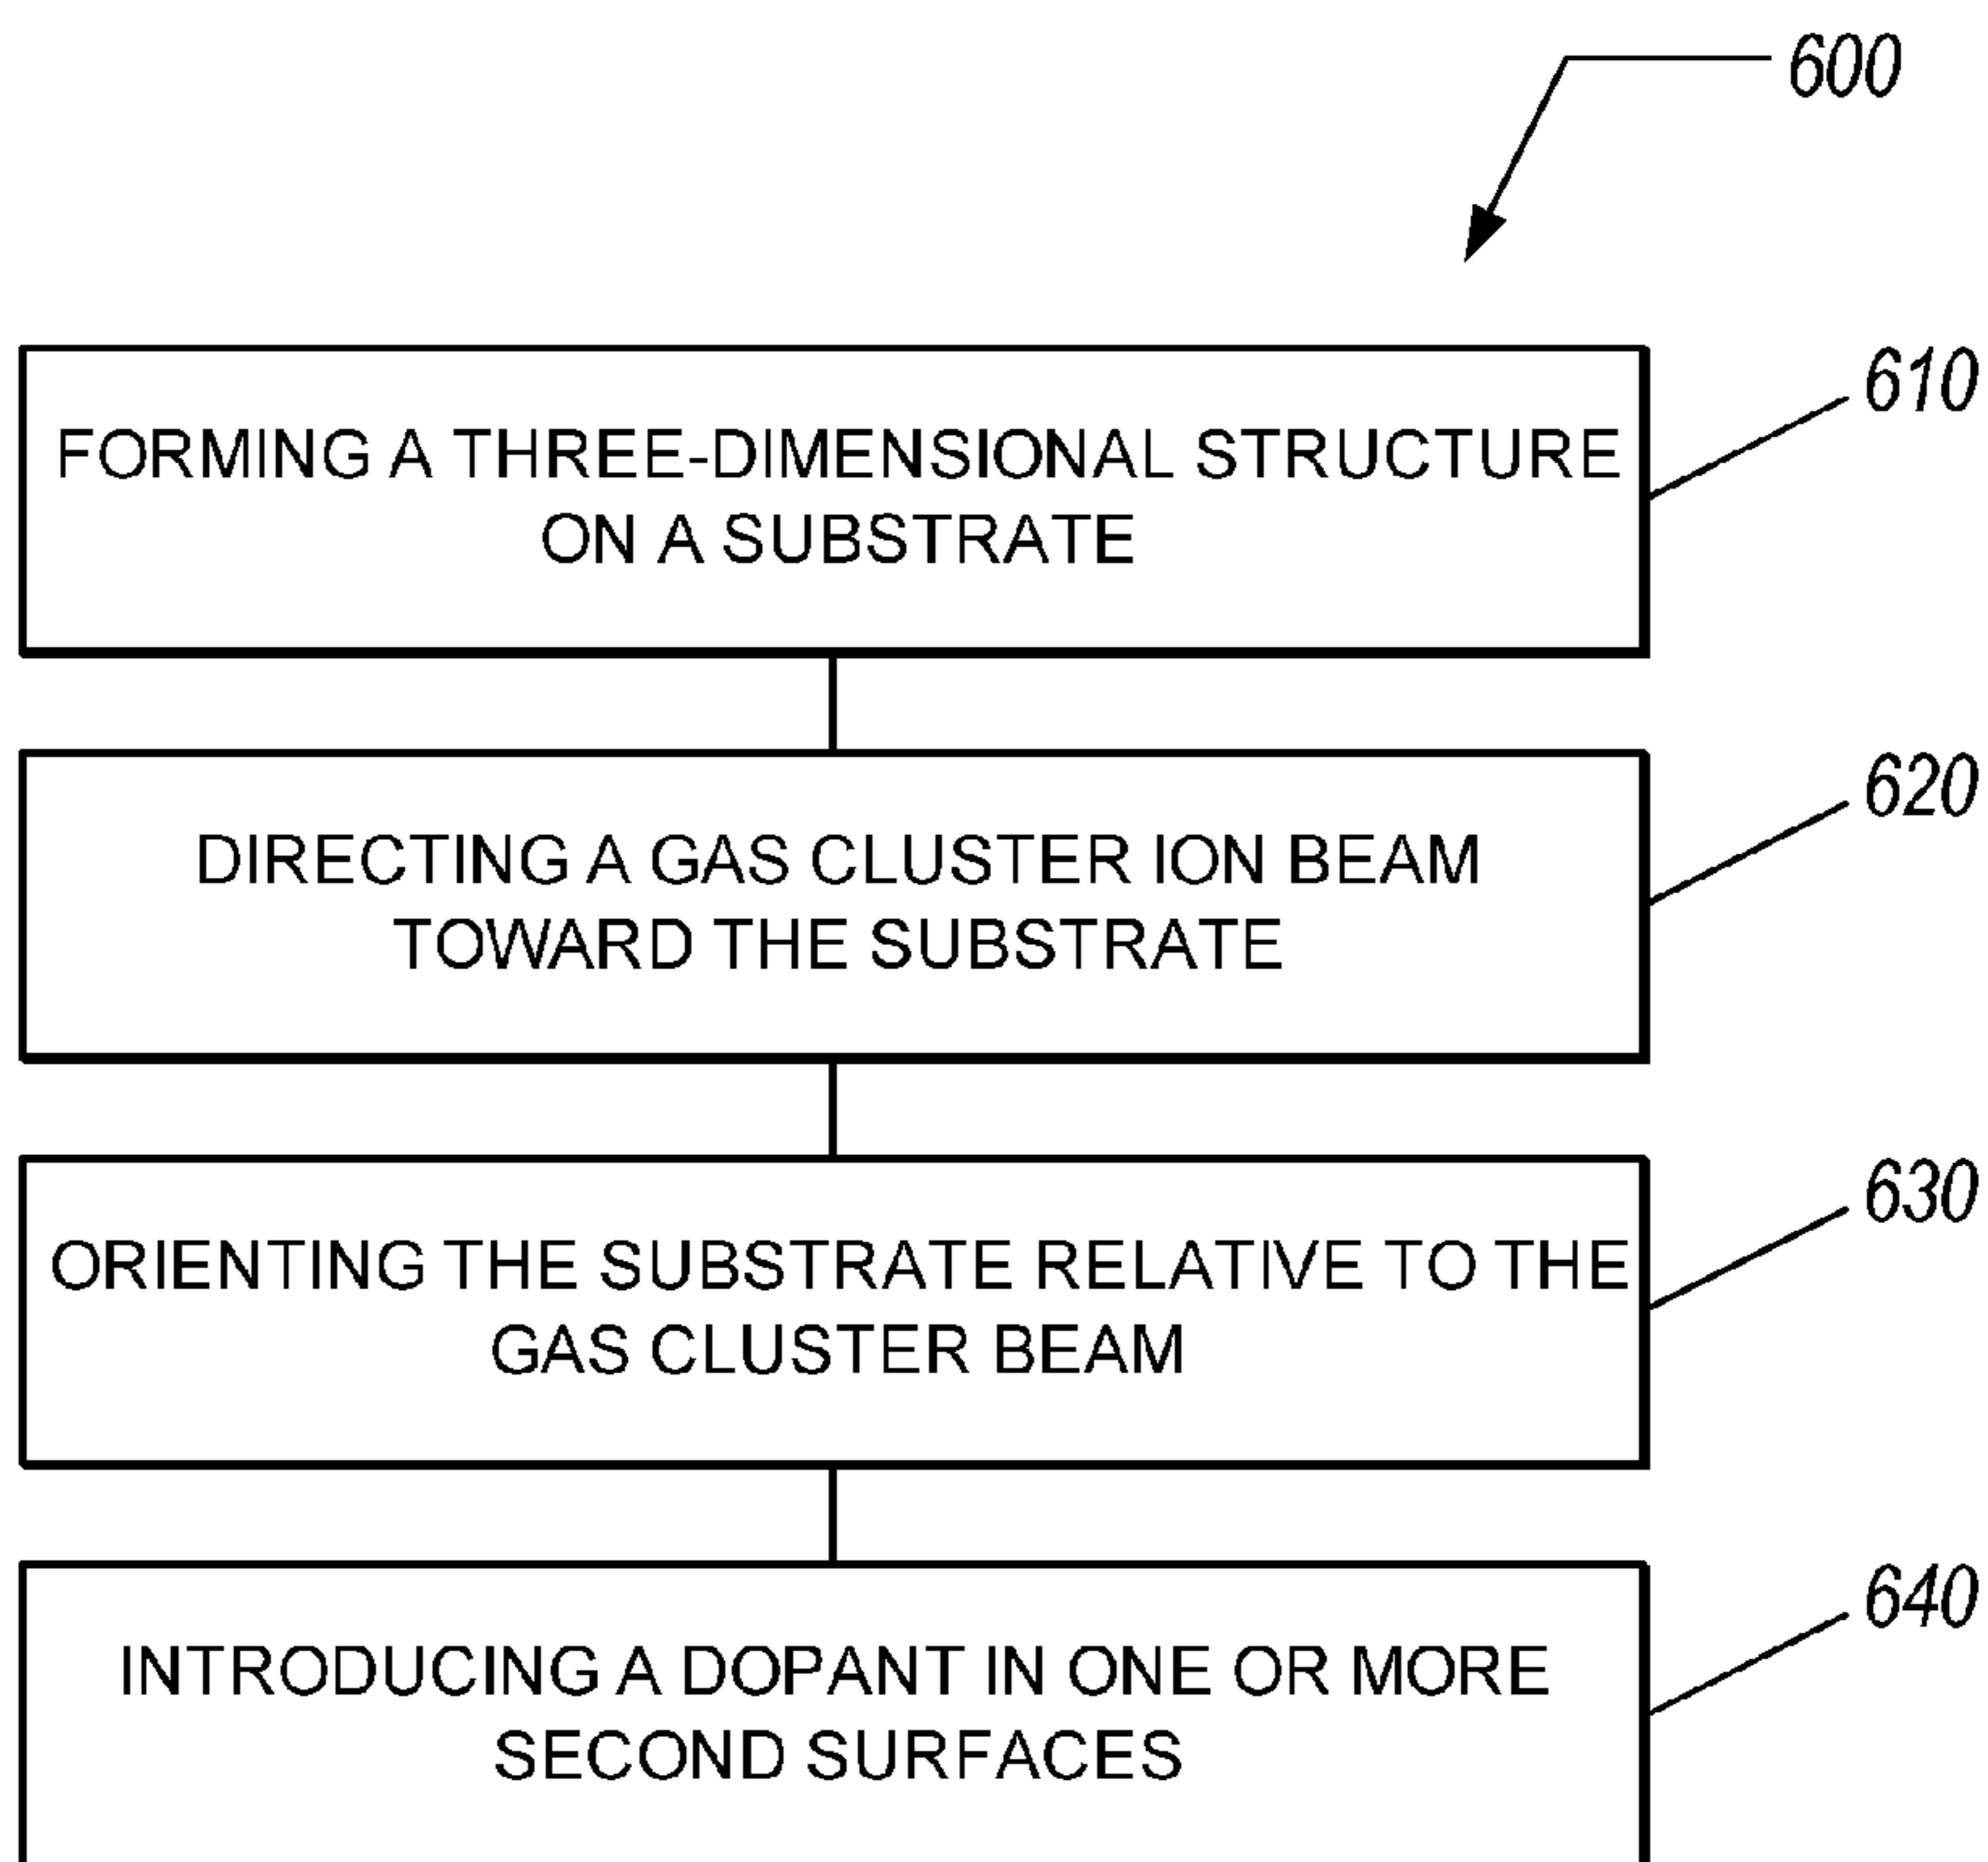 600
FORMING A THREE-DIMENSIONAL STRUCTURE
ON A SUBSTRATE
610
DIRECTING A GAS CLUSTER ION BEAM
TOWARD THE SUBSTRATE
620
ORIENTING THE SUBSTRATE RELATIVE TO THE
GAS CLUSTER BEAM
630
INTRODUCING A DOPANT IN ONE OR MORE
SECOND SURFACES
640